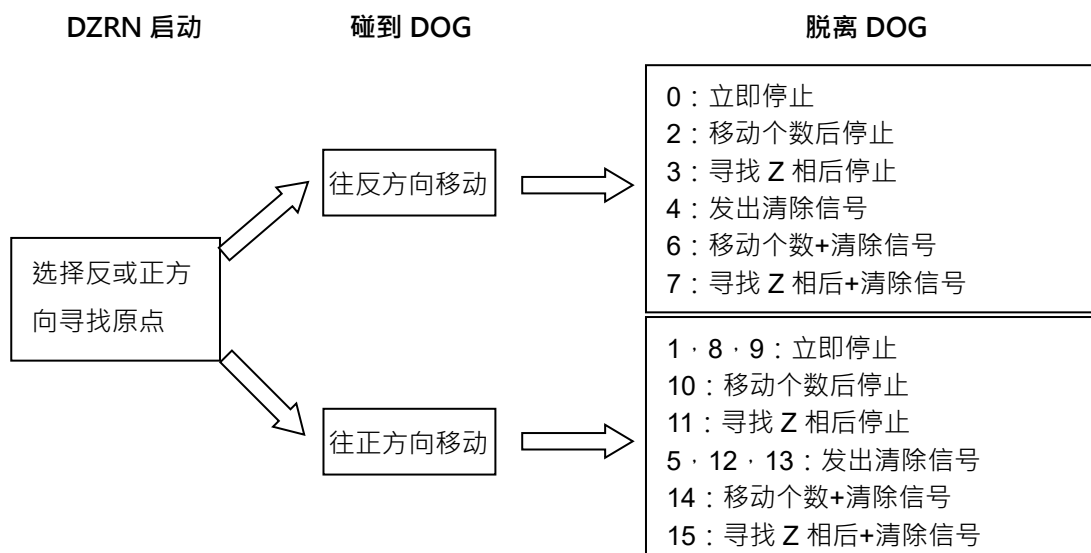 DZRN 启动
碰到 DOG
脱离 DOG
选择反或正方
向寻找原点
往反方向移动
0：立即停止
2：移动个数后停止
3：寻找 Z 相后停止
4：发出清除信号
6：移动个数+清除信号
7：寻找 Z 相后+清除信号
往正方向移动
1，8，9：立即停止
10：移动个数后停止
11：寻找 Z 相后停止
5，12，13：发出清除信号
14：移动个数+清除信号
15：寻找 Z 相后+清除信号